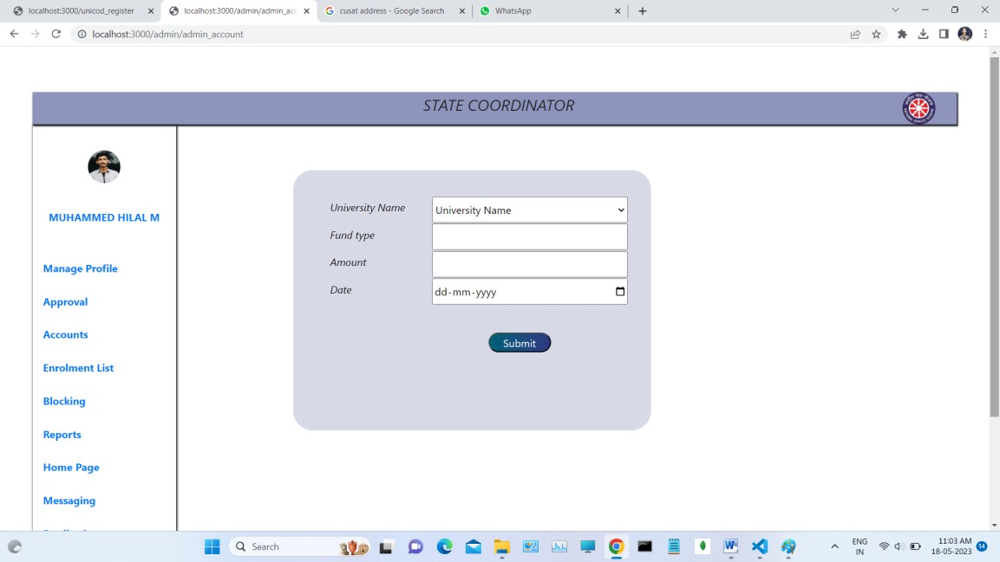 localhost:3000/unicod_register
localhost:3000/admin/admin_acc
cusat address - Google Search
WhatsApp
localhost:3000/admin/admin_account
STATE COORDINATOR
MUHAMMED HILAL M
Manage Profile
Approval
Accounts
Enrolment List
Blocking
Reports
Home Page
Messaging
University Name
University Name
Fund type
Amount
Date
dd-mm-yyyy
Submit
Search
ENG
IN
11:03 AM
18-05-2023
14